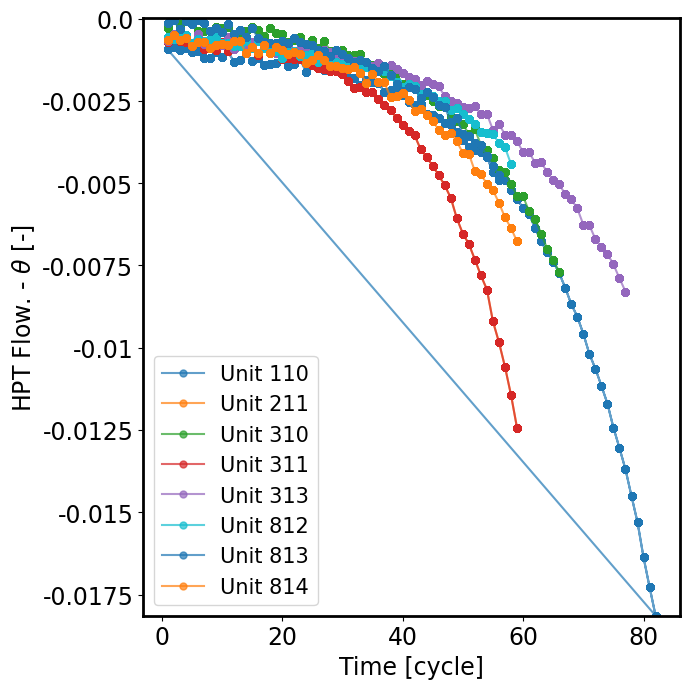 0.0
-0.0025
-0.005
-0.0075
-0.01
-0.0125
-0.015
-0.0175
HPT Flow. - θ [-]
Unit 110
Unit 211
Unit 310
Unit 311
Unit 313
Unit 812
Unit 813
Unit 814
0 20 40 60 80
Time [cycle]